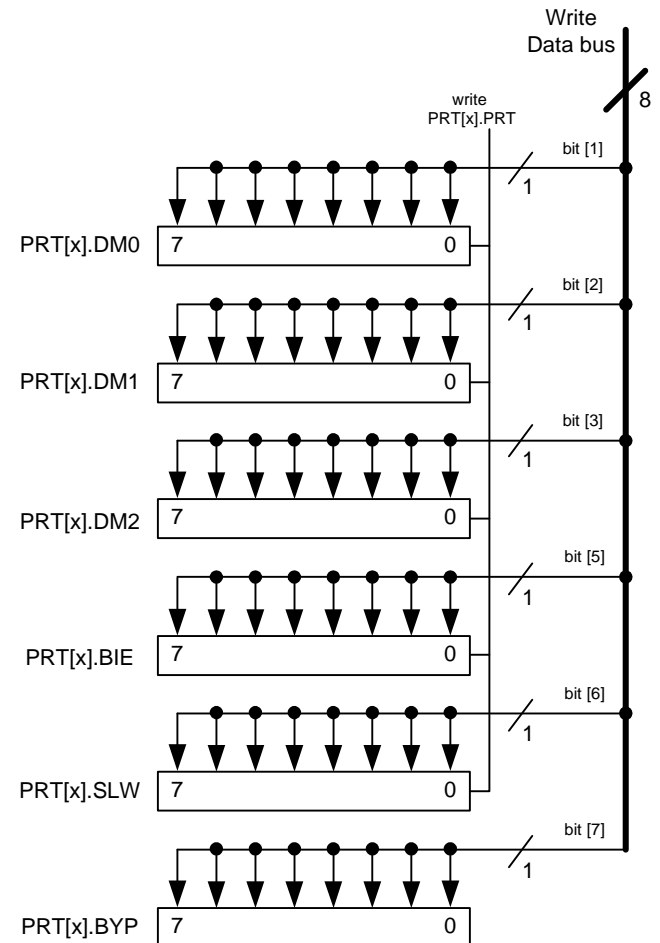 Write
Data bus
8
write
PRT[x].PRT
bit [1]
1
PRT[x].DM0 7 0
bit [2]
1
PRT[x].DM1 7 0
bit [3]
1
PRT[x].DM2 7 0
bit [5]
1
PRT[x].BIE 7 0
bit [6]
1
PRT[x].SLW 7 0
bit [7]
1
PRT[x].BYP 7 0